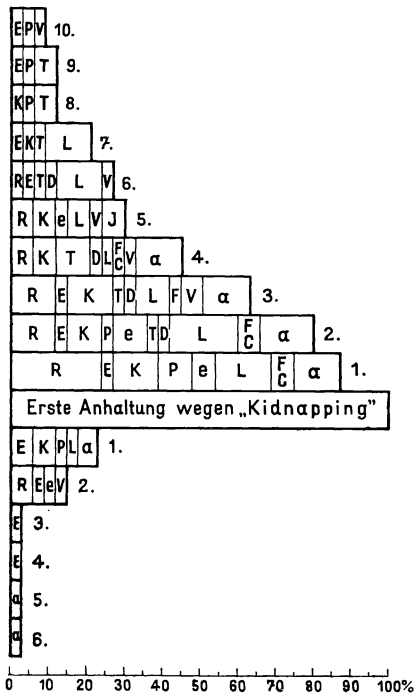 E P V 10.
E P T 9.
K P T 8.
E K T L 7.
R E T D L V 6.
R K e L V J 5.
R K T D L F C V a 4.
R E K T D L F V a 3.
R E K P e T D L F C a 2.
R E K P e L F C a 1.
Erste Anhaltung wegen „Kidnapping”
E K P L a 1.
R E e V 2.
E 3.
E 4.
a 5.
a 6.
0 10 20 30 40 50 60 70 80 90 100%